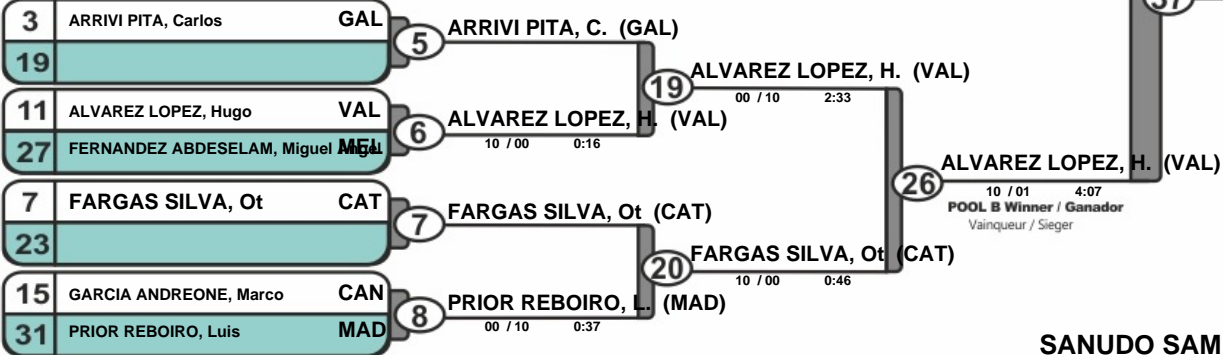 37
3 ARRIVI PITA, Carlos GAL
5
ARRIVI PITA, C. (GAL)
19
19
ALVAREZ LOPEZ, H. (VAL)
00 / 10 2:33
11 ALVAREZ LOPEZ, Hugo VAL
6
ALVAREZ LOPEZ, H. (VAL)
10 / 00 0:16
27 FERNANDEZ ABDESELAM, Miguel Angel MEL
26
ALVAREZ LOPEZ, H. (VAL)
10 / 01 4:07
POOL B Winner / Ganador
Vainqueur / Sieger
7 FARGAS SILVA, Ot CAT
7
FARGAS SILVA, Ot (CAT)
23
20
FARGAS SILVA, Ot (CAT)
10 / 00 0:46
15 GARCIA ANDREONE, Marco CAN
8
PRIOR REBOIRO, L. (MAD)
00 / 10 0:37
31 PRIOR REBOIRO, Luis MAD
SANUDO SAM